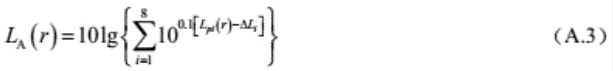 L_A(r)=10lg{∑_{i=1}^{8}10^{0.1[L_{pi}(r)−ΔL_i]}} (A.3)